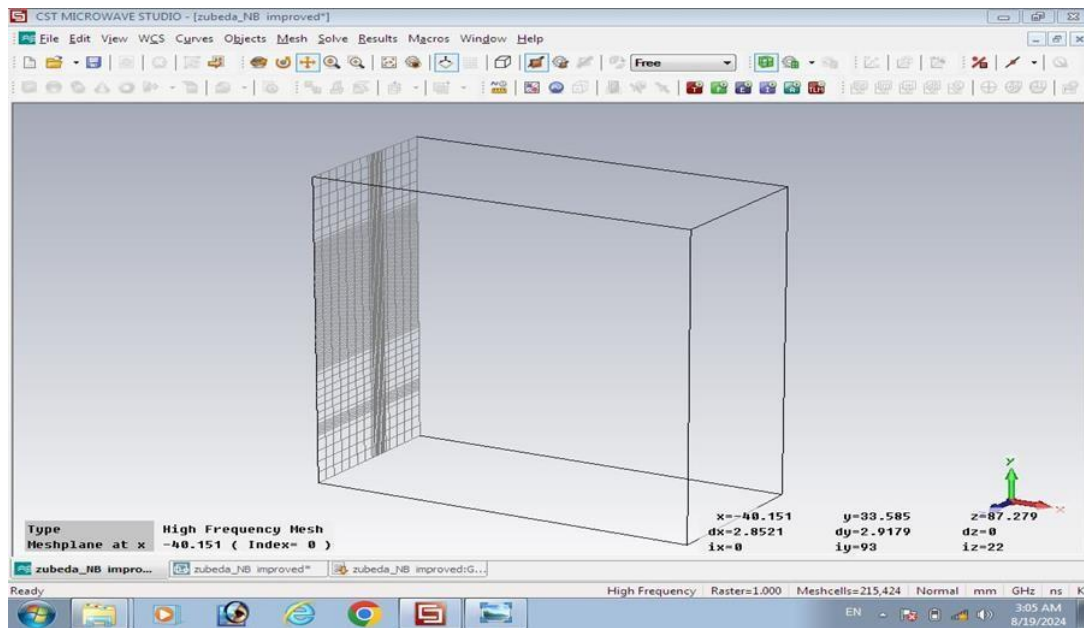 CST MICROWAVE STUDIO - [zubeda_NB improved*]
File Edit View WCS Curves Objects Mesh Solve Results Macros Window Help
Free
y
x
x=-40.151 y=33.585 z=87.279
Type High Frequency Mesh dx=2.8521 dy=2.9179 dz=0
Meshplane at x -40.151 ( Index= 0 ) ix=0 iy=93 iz=22
zubeda_NB impro... zubeda_NB improved* zubeda_NB improved:G...
Ready High Frequency Raster=1.000 Meshcells=215,424 Normal mm GHz ns K
EN 3:05 AM
8/19/2024